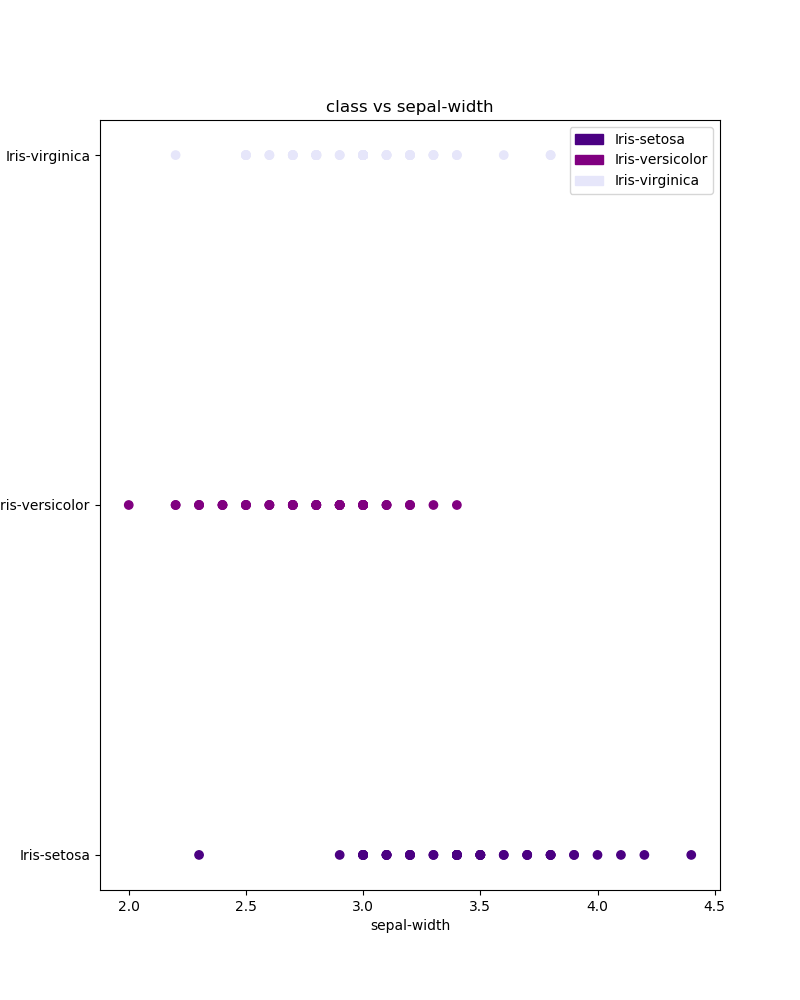 class vs sepal-width
Iris-setosa
Iris-versicolor
Iris-virginica
Iris-virginica
ris-versicolor
Iris-setosa
2.0 2.5 3.0 3.5 4.0 4.5
sepal-width